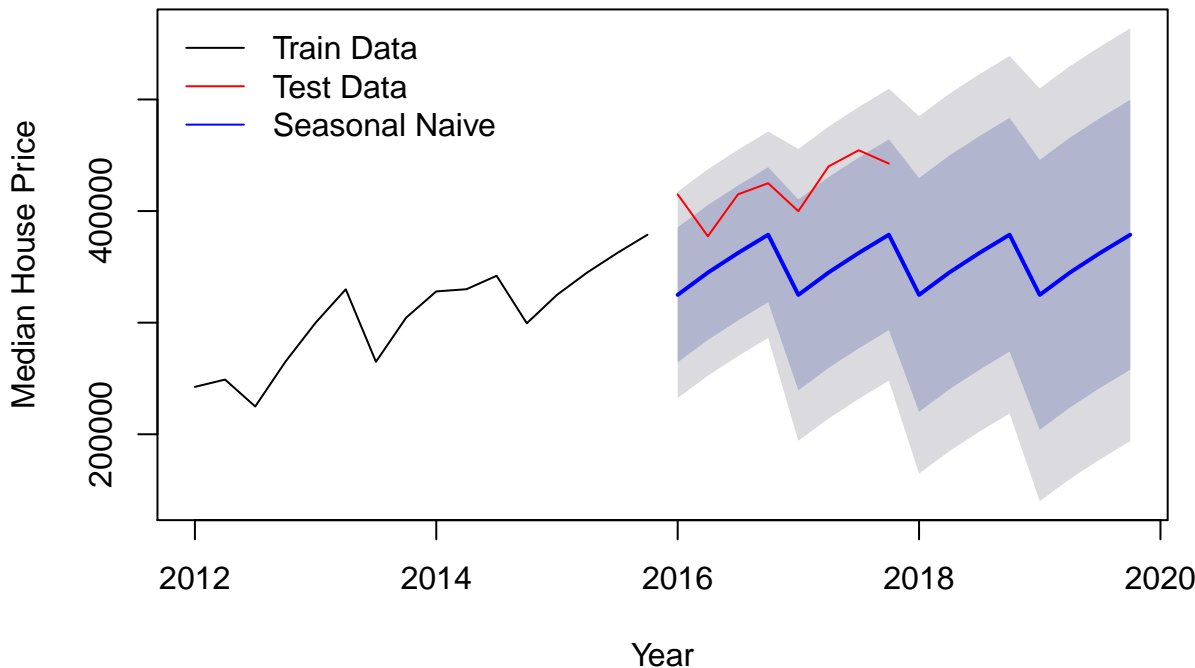 Train Data
Test Data
Seasonal Naive
Median House Price
400000
200000
2012 2014 2016 2018 2020
Year